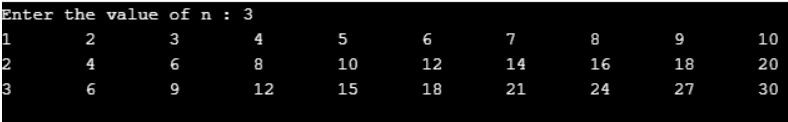 Enter the value of n : 3
1 2 3 4 5 6 7 8 9 10
2 4 6 8 10 12 14 16 18 20
3 6 9 12 15 18 21 24 27 30